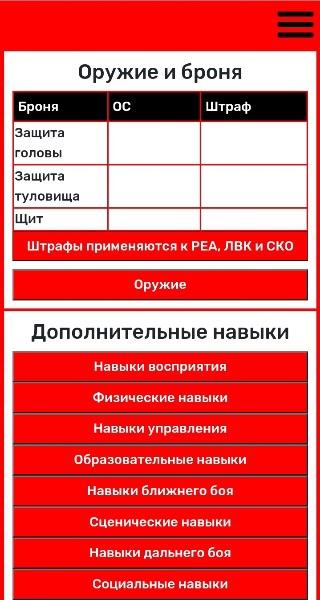 Оружие и броня
Броня ОС Штраф
Защита
головы
Защита
туловища
Щит
Штрафы применяются к РЕА, ЛВК и СКО
Оружие
Дополнительные навыки
Навыки восприятия
Физические навыки
Навыки управления
Образовательные навыки
Навыки ближнего боя
Сценические навыки
Навыки дальнего боя
Социальные навыки